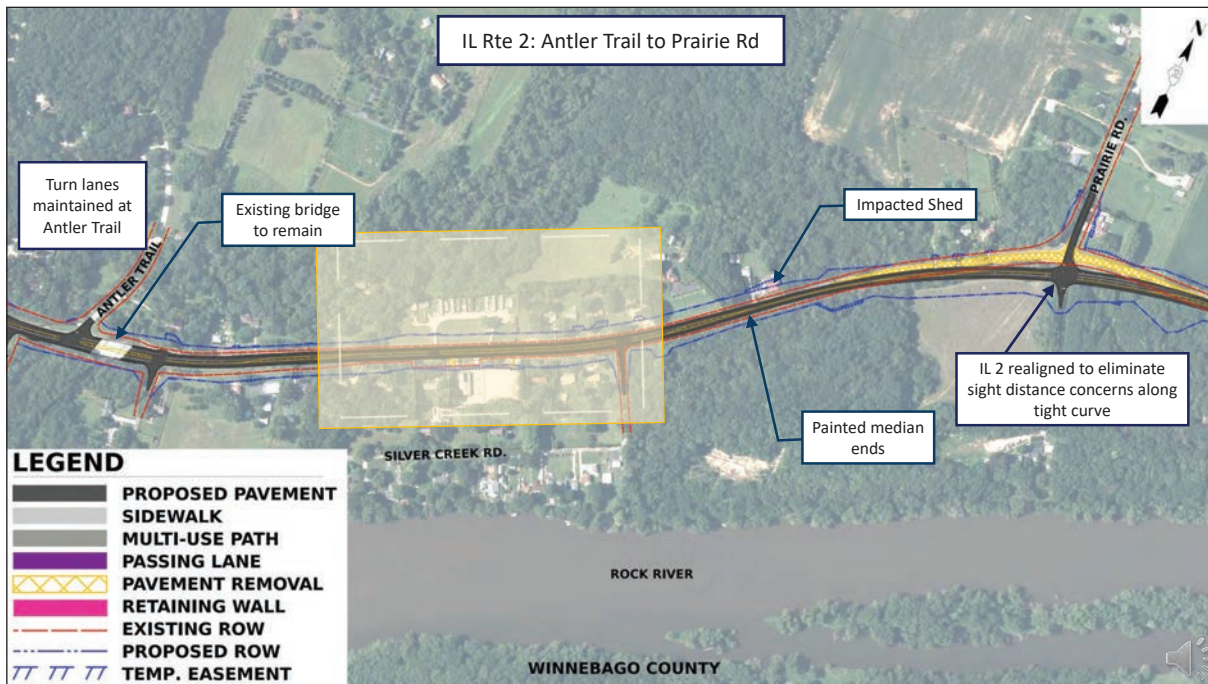 IL Rte 2: Antler Trail to Prairie Rd
N
PRAIRIE RD.
Turn lanes
maintained at
Antler Trail
Existing bridge
to remain
Impacted Shed
ANTLER TRAIL
IL 2 realigned to eliminate
sight distance concerns along
tight curve
Painted median
ends
SILVER CREEK RD.
LEGEND
PROPOSED PAVEMENT
SIDEWALK
MULTI-USE PATH
PASSING LANE
PAVEMENT REMOVAL
RETAINING WALL
EXISTING ROW
PROPOSED ROW
TEMP. EASEMENT
ROCK RIVER
WINNEBAGO COUNTY